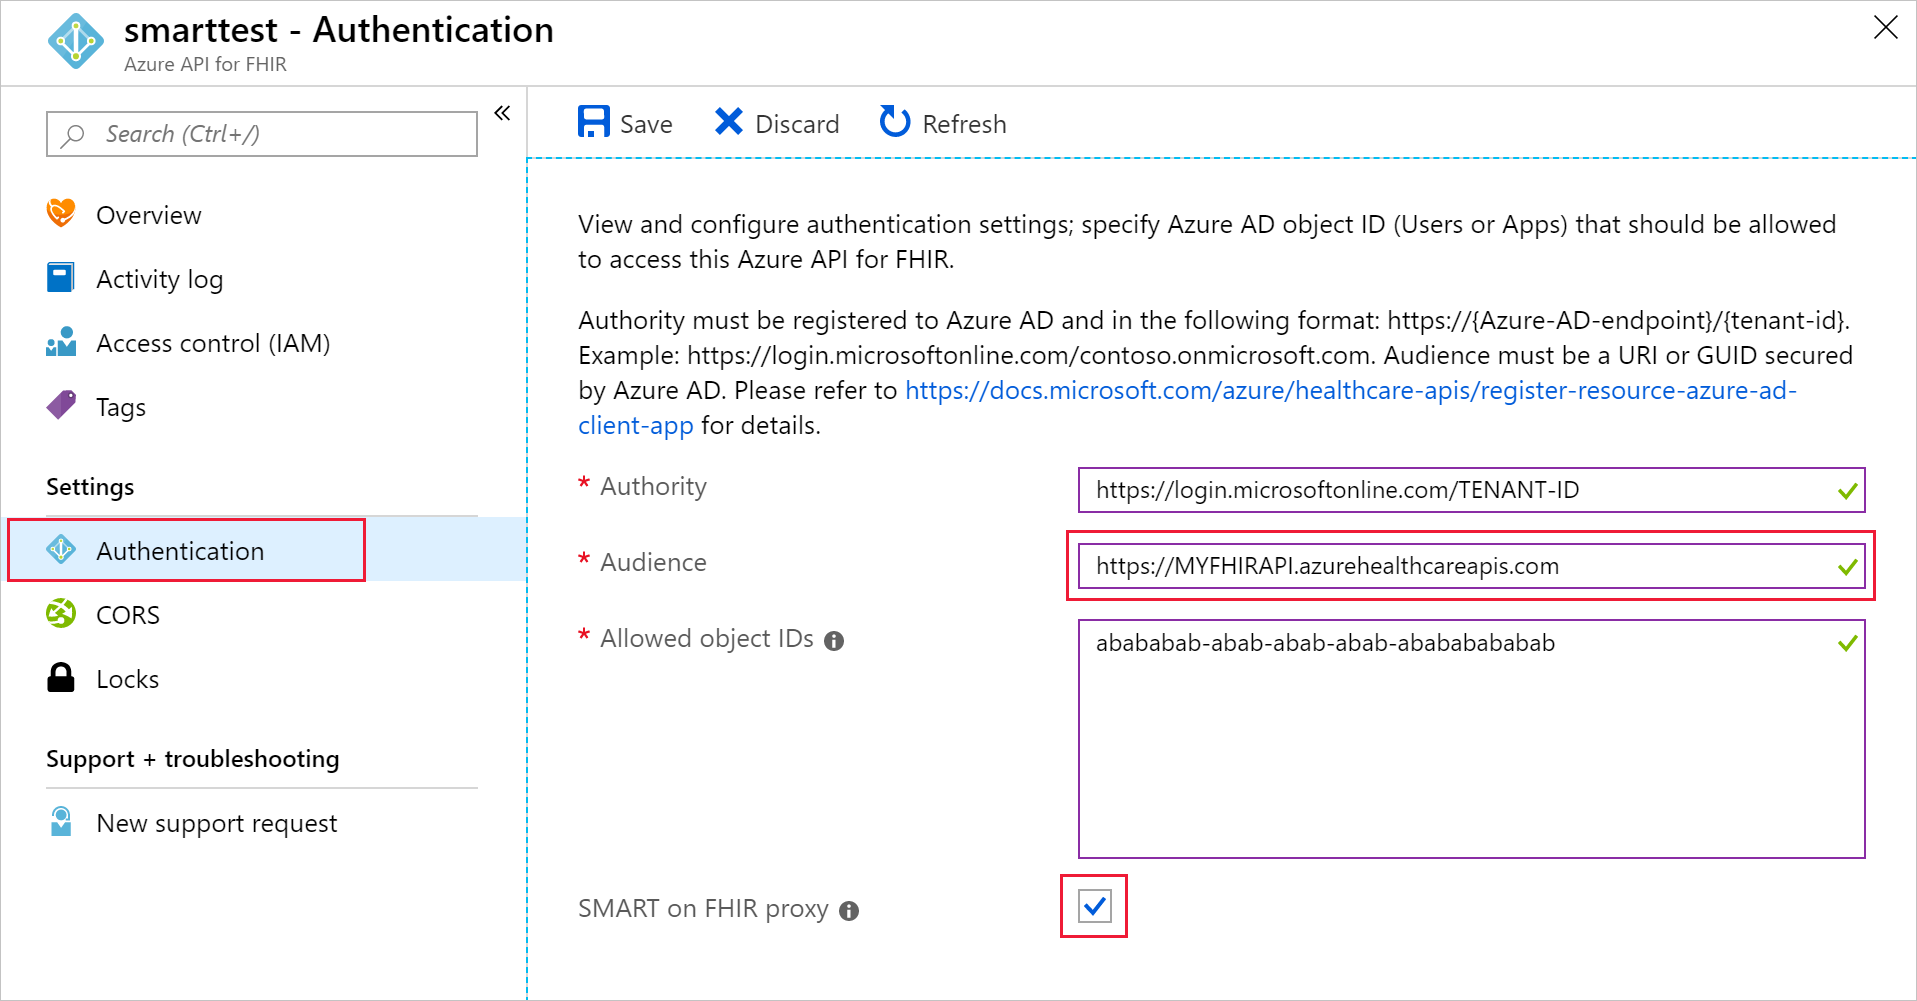 smarttest - Authentication
Azure API for FHIR
Search (Ctrl+/)
Overview
Activity log
Access control (IAM)
Tags
Settings
Authentication
CORS
Locks
Support + troubleshooting
New support request
Save Discard Refresh
View and configure authentication settings; specify Azure AD object ID (Users or Apps) that should be allowed
to access this Azure API for FHIR.
Authority must be registered to Azure AD and in the following format: https://{Azure-AD-endpoint}/{tenant-id}.
Example: https://login.microsoftonline.com/contoso.onmicrosoft.com. Audience must be a URI or GUID secured
by Azure AD. Please refer to https://docs.microsoft.com/azure/healthcare-apis/register-resource-azure-ad-
client-app for details.
* Authority https://login.microsoftonline.com/TENANT-ID
* Audience https://MYFHIRAPI.azurehealthcareapis.com
* Allowed object IDs abababab-abab-abab-abab-abababababab
SMART on FHIR proxy